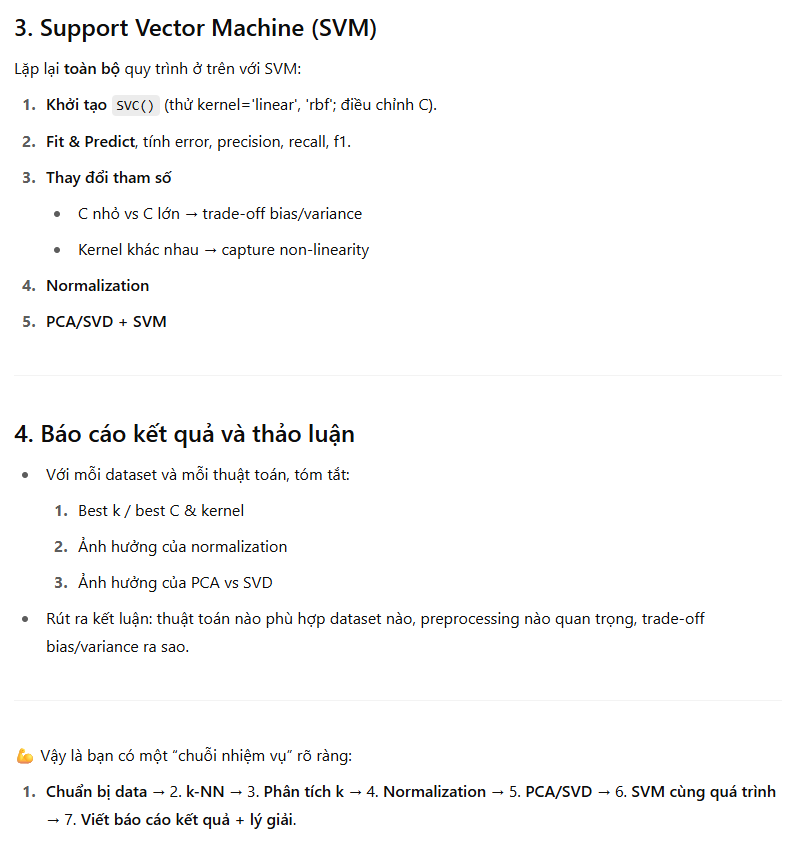 3. Support Vector Machine (SVM)
Lặp lại toàn bộ quy trình ở trên với SVM:
1. Khởi tạo SVC() (thử kernel='linear', 'rbf'; điều chỉnh C).
2. Fit & Predict, tính error, precision, recall, f1.
3. Thay đổi tham số
• C nhỏ vs C lớn → trade-off bias/variance
• Kernel khác nhau → capture non-linearity
4. Normalization
5. PCA/SVD + SVM
4. Báo cáo kết quả và thảo luận
• Với mỗi dataset và mỗi thuật toán, tóm tắt:
1. Best k / best C & kernel
2. Ảnh hưởng của normalization
3. Ảnh hưởng của PCA vs SVD
• Rút ra kết luận: thuật toán nào phù hợp dataset nào, preprocessing nào quan trọng, trade-off
bias/variance ra sao.
💪 Vậy là bạn có một “chuỗi nhiệm vụ” rõ ràng:
1. Chuẩn bị data → 2. k-NN → 3. Phân tích k → 4. Normalization → 5. PCA/SVD → 6. SVM cùng quá trình
→ 7. Viết báo cáo kết quả + lý giải.